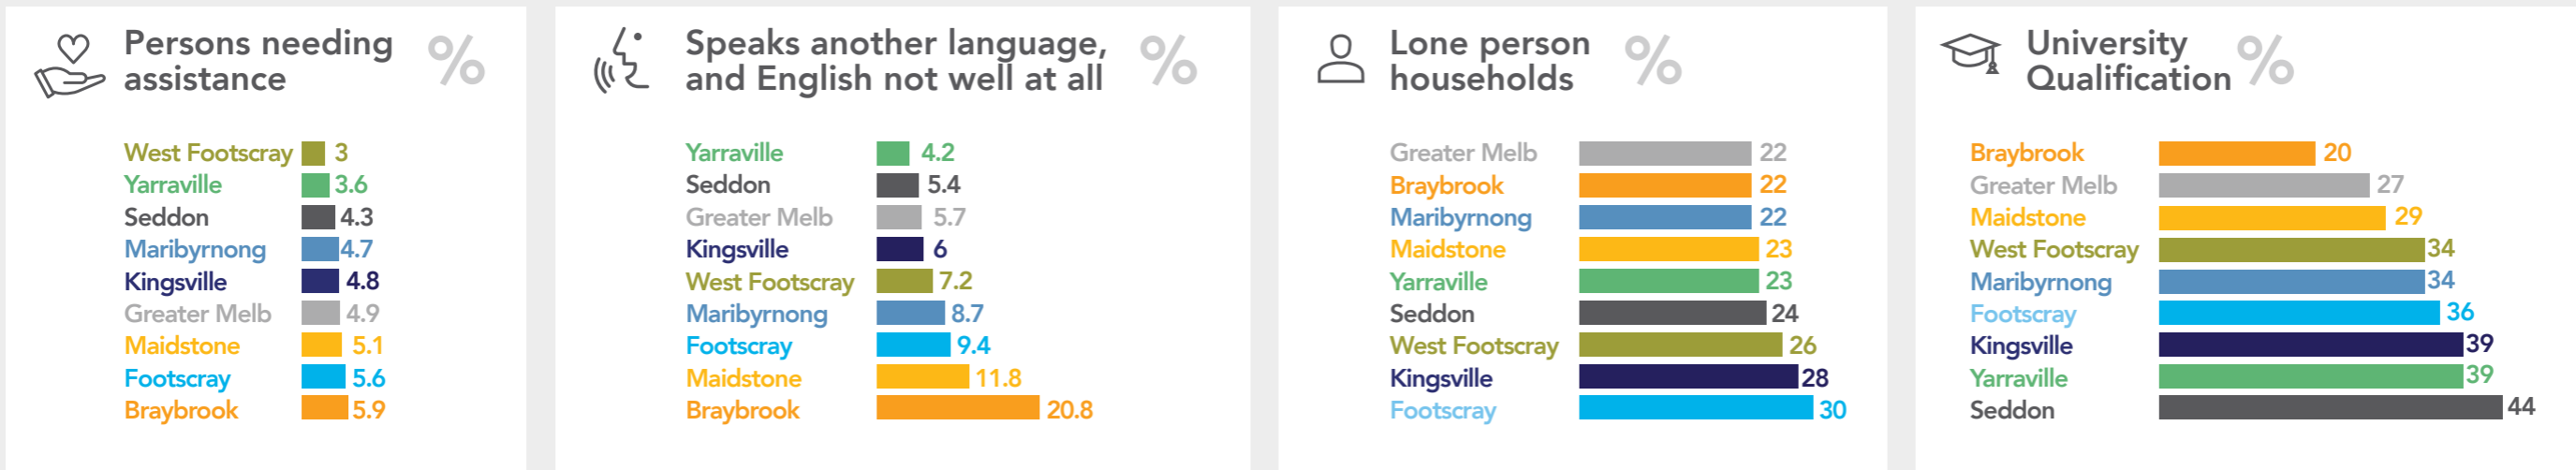 Persons needing
assistance
%
West Footscray 3
Yarraville 3.6
Seddon 4.3
Maribyrnong 4.7
Kingsville 4.8
Greater Melb 4.9
Maidstone 5.1
Footscray 5.6
Braybrook 5.9
Speaks another language,
and English not well at all
%
Yarraville 4.2
Seddon 5.4
Greater Melb 5.7
Kingsville 6
West Footscray 7.2
Maribyrnong 8.7
Footscray 9.4
Maidstone 11.8
Braybrook 20.8
Lone person
households
%
Greater Melb 22
Braybrook 22
Maribyrnong 22
Maidstone 23
Yarraville 23
Seddon 24
West Footscray 26
Kingsville 28
Footscray 30
University
Qualification
%
Braybrook 20
Greater Melb 27
Maidstone 29
West Footscray 34
Maribyrnong 34
Footscray 36
Kingsville 39
Yarraville 39
Seddon 44